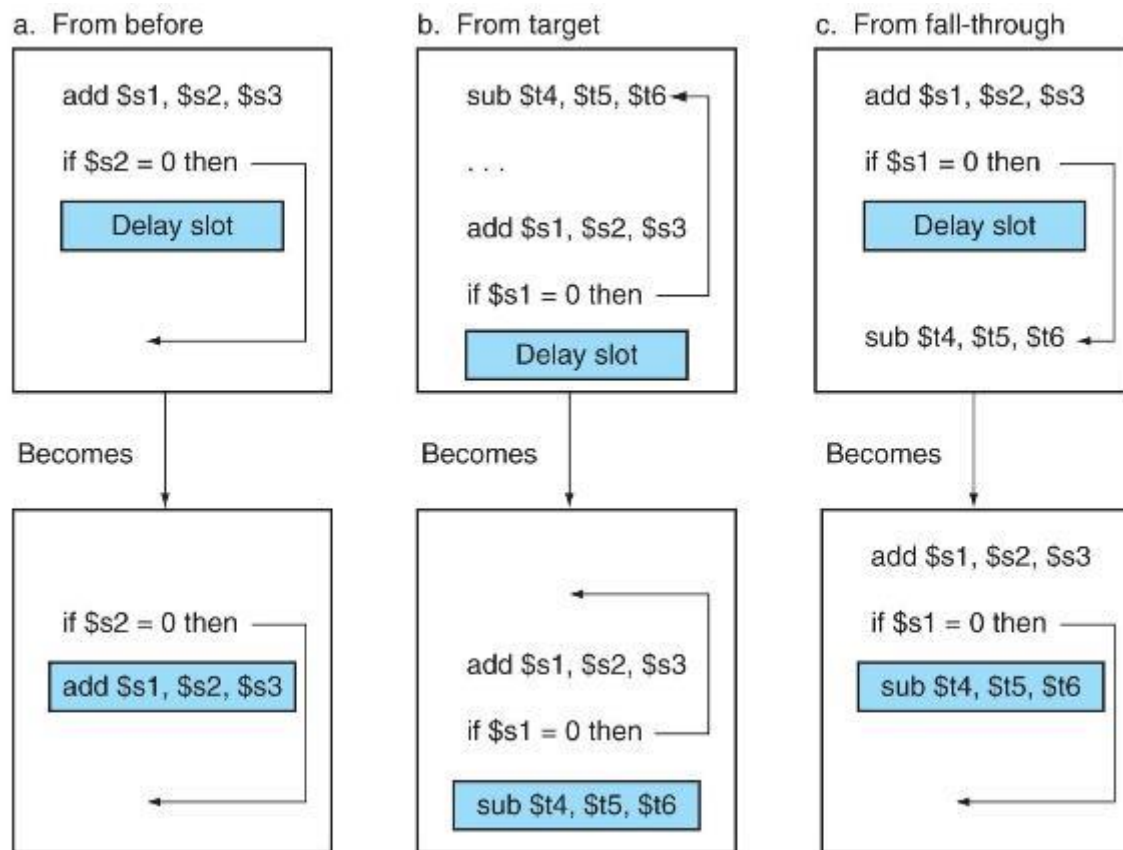 a. From before
add $s1, $s2, $s3
if $s2 = 0 then
Delay slot
Becomes
if $s2 = 0 then
add $s1, $s2, $s3
b. From target
sub $t4, $t5, $t6
. . .
add $s1, $s2, $s3
if $s1 = 0 then
Delay slot
Becomes
add $s1, $s2, $s3
if $s1 = 0 then
sub $t4, $t5, $t6
c. From fall-through
add $s1, $s2, $s3
if $s1 = 0 then
Delay slot
sub $t4, $t5, $t6
Becomes
add $s1, $s2, $s3
if $s1 = 0 then
sub $t4, $t5, $t6